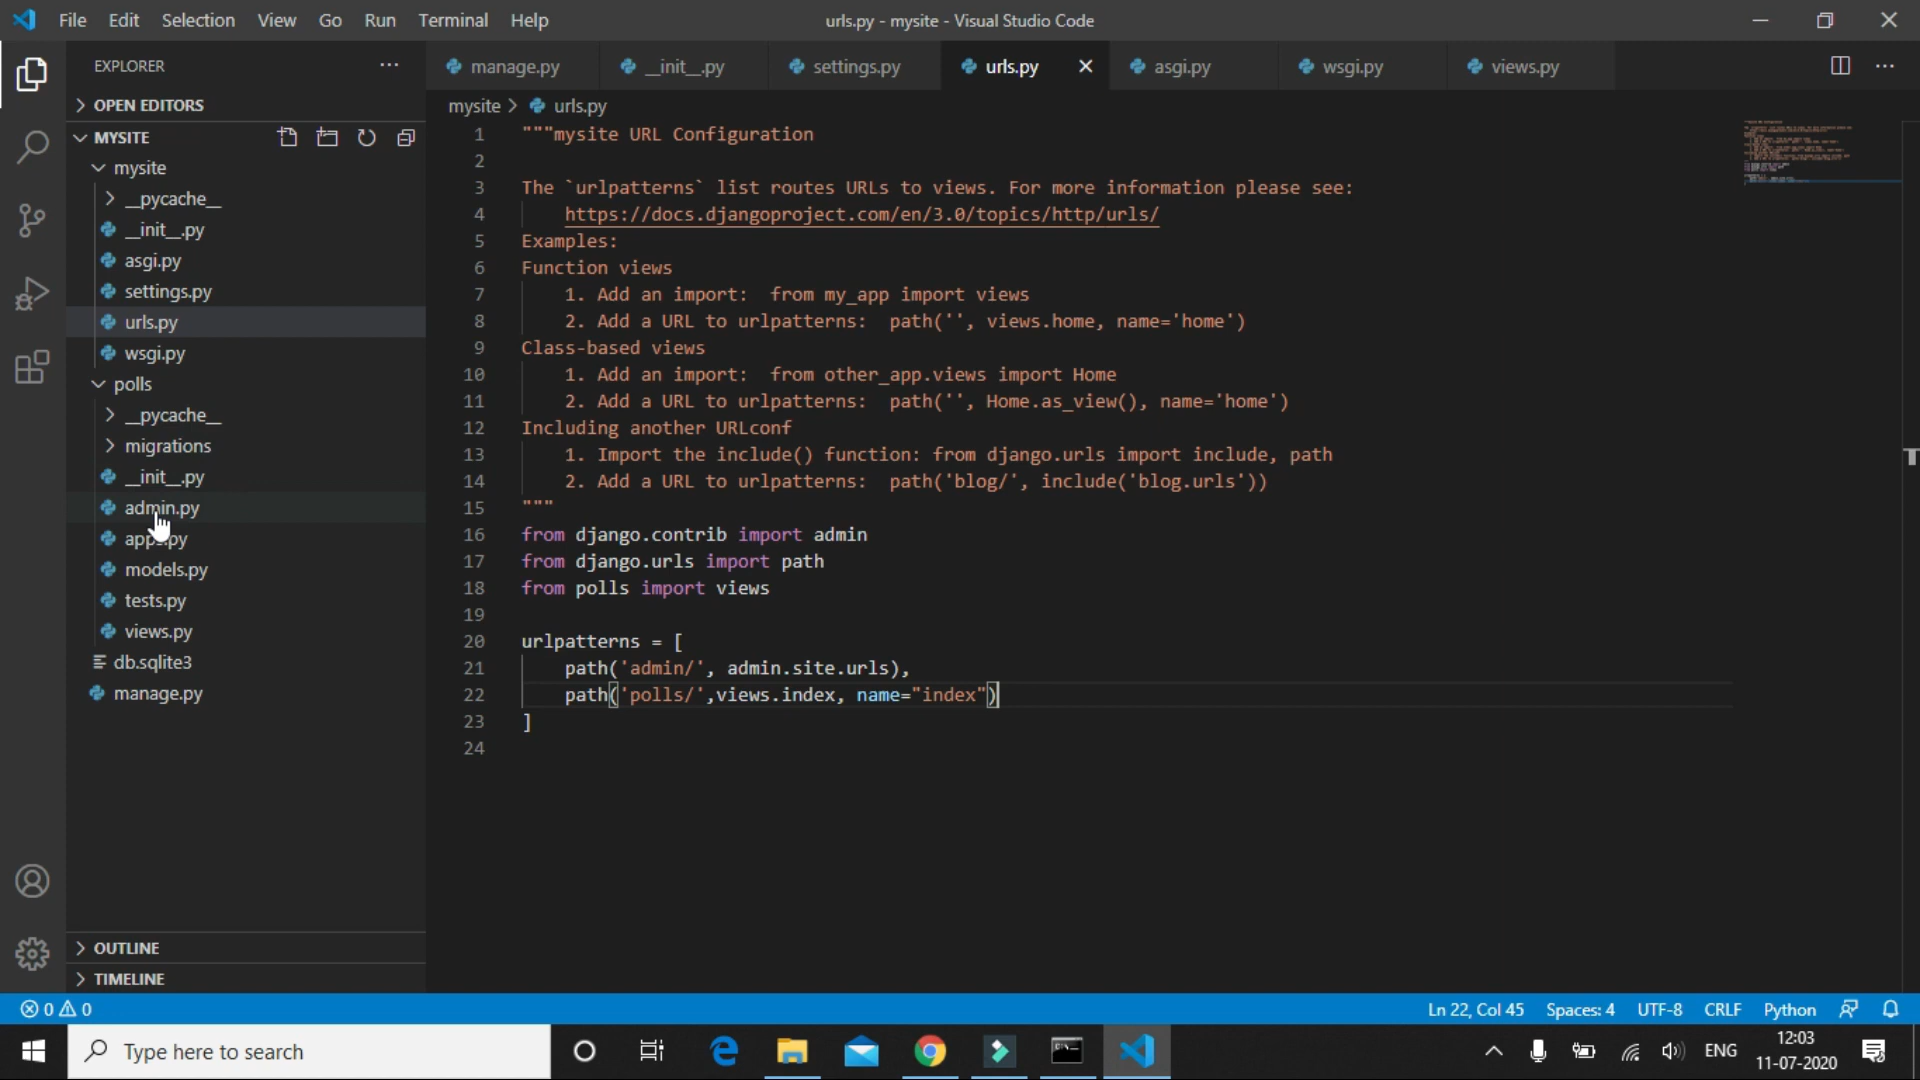 File Edit Selection View Go Run Terminal Help
urls.py - mysite - Visual Studio Code
EXPLORER
OPEN EDITORS
MYSITE
mysite
__pycache__
__init__.py
asgi.py
settings.py
urls.py
wsgi.py
polls
__pycache__
migrations
__init__.py
admin.py
apps.py
models.py
tests.py
views.py
db.sqlite3
manage.py
OUTLINE
TIMELINE
manage.py __init__.py settings.py urls.py asgi.py wsgi.py views.py
mysite > urls.py
1 """mysite URL Configuration
2
3 The `urlpatterns` list routes URLs to views. For more information please see:
4 https://docs.djangoproject.com/en/3.0/topics/http/urls/
5 Examples:
6 Function views
7 1. Add an import:  from my_app import views
8 2. Add a URL to urlpatterns:  path('', views.home, name='home')
9 Class-based views
10 1. Add an import:  from other_app.views import Home
11 2. Add a URL to urlpatterns:  path('', Home.as_view(), name='home')
12 Including another URLconf
13 1. Import the include() function: from django.urls import include, path
14 2. Add a URL to urlpatterns:  path('blog/', include('blog.urls'))
15 """
16 from django.contrib import admin
17 from django.urls import path
18 from polls import views
19
20 urlpatterns = [
21 path('admin/', admin.site.urls),
22 path('polls/',views.index, name="index")
23 ]
24
0 0
Ln 22, Col 45 Spaces: 4 UTF-8 CRLF Python
Type here to search
ENG
12:03
11-07-2020